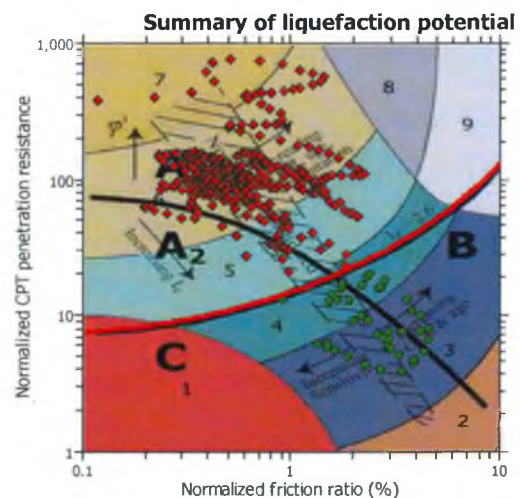 Summary of liquefaction potential
Normalized CPT penetration resistance
1,000
100
10
1
7
8
9
φ'
A
A₂
B
5
Increasing
4
C
1
3
2
0.1
1
10
Normalized friction ratio (%)